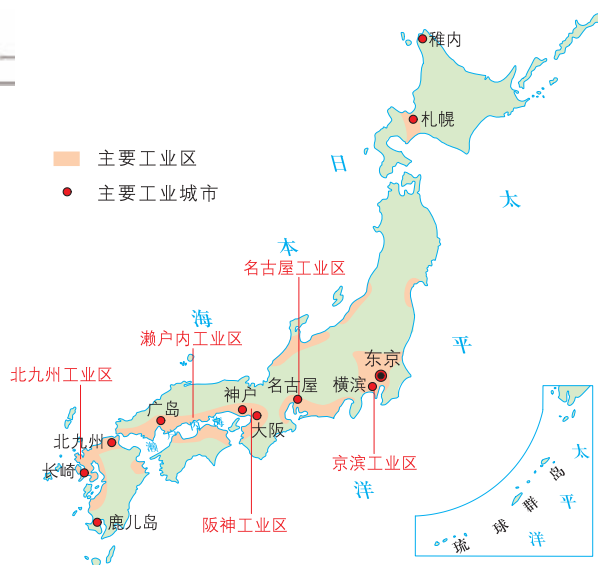 稚内
札幌
主要工业区
主要工业城市
日
本
海
太
平
洋
名古屋工业区
濑户内工业区
北九州工业区
东京
神户
名古屋
横滨
广岛
大阪
濑
户
内
海
北九州
长崎
京滨工业区
鹿儿岛
阪神工业区
太
平
洋
琉
球
群
岛